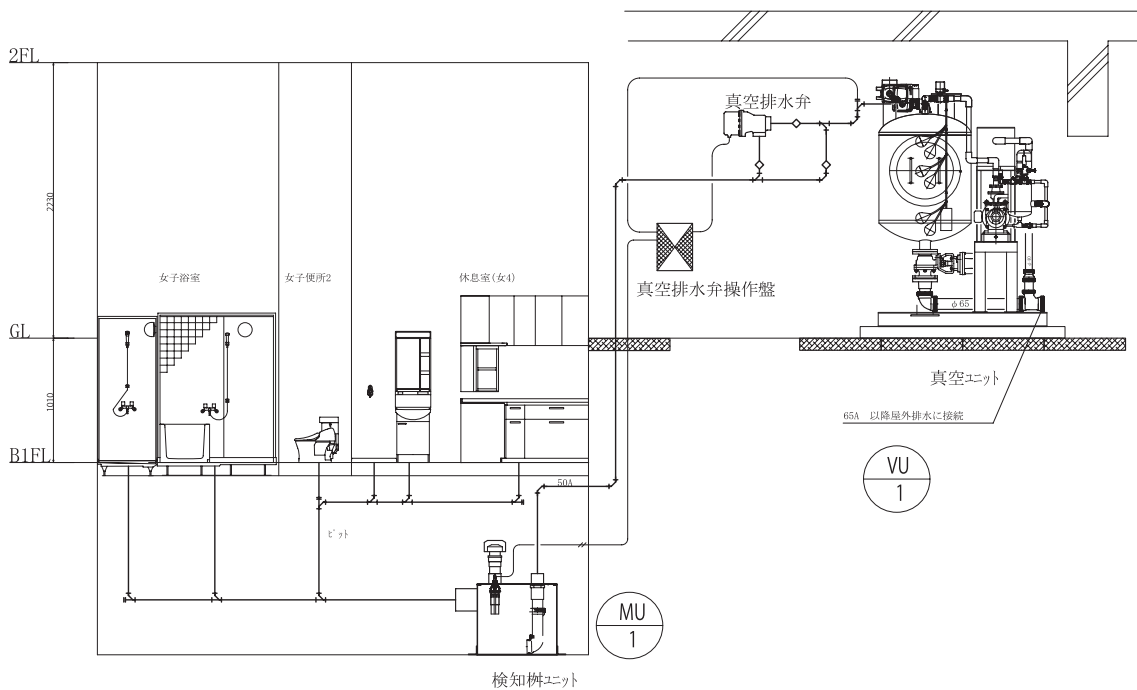 2FL
真空排水弁
2230
女子浴室
女子便所2
休息室(女4)
真空排水弁操作盤
φ65
GL
真空ユニット
1010
65A 以降屋外排水に接続
B1FL
VU
1
50A
ピット
MU
1
検知桝ユニット